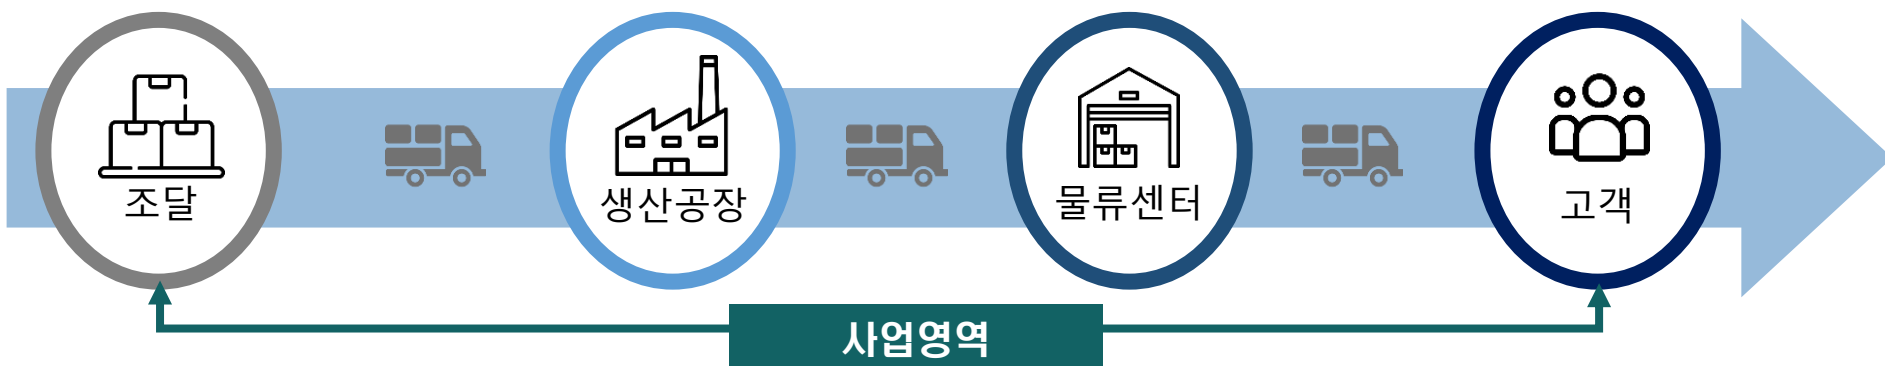 조달
생산공장
물류센터
고객
사업영역